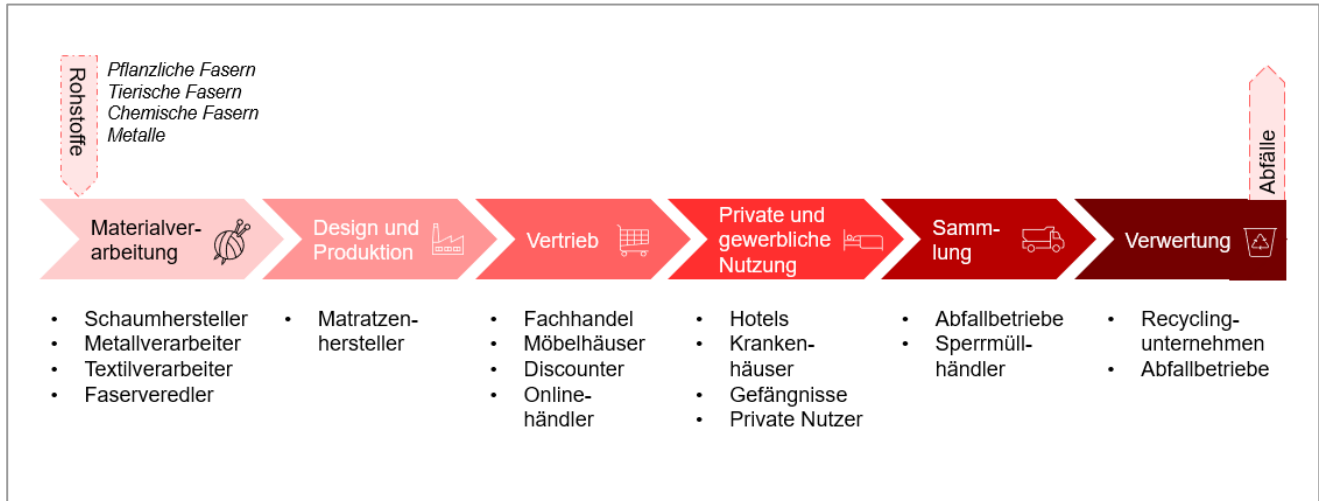 Rohstoffe
Pflanzliche Fasern
Tierische Fasern
Chemische Fasern
Metalle
Abfälle
Materialver-
arbeitung
Design und
Produktion
Vertrieb
Private und
gewerbliche
Nutzung
Samm-
lung
Verwertung
• Schaumhersteller
• Metallverarbeiter
• Textilverarbeiter
• Faserveredler
• Matratzen-
hersteller
• Fachhandel
• Möbelhäuser
• Discounter
• Online-
händler
• Hotels
• Kranken-
häuser
• Gefängnisse
• Private Nutzer
• Abfallbetriebe
• Sperrmüll-
händler
• Recycling-
unternehmen
• Abfallbetriebe